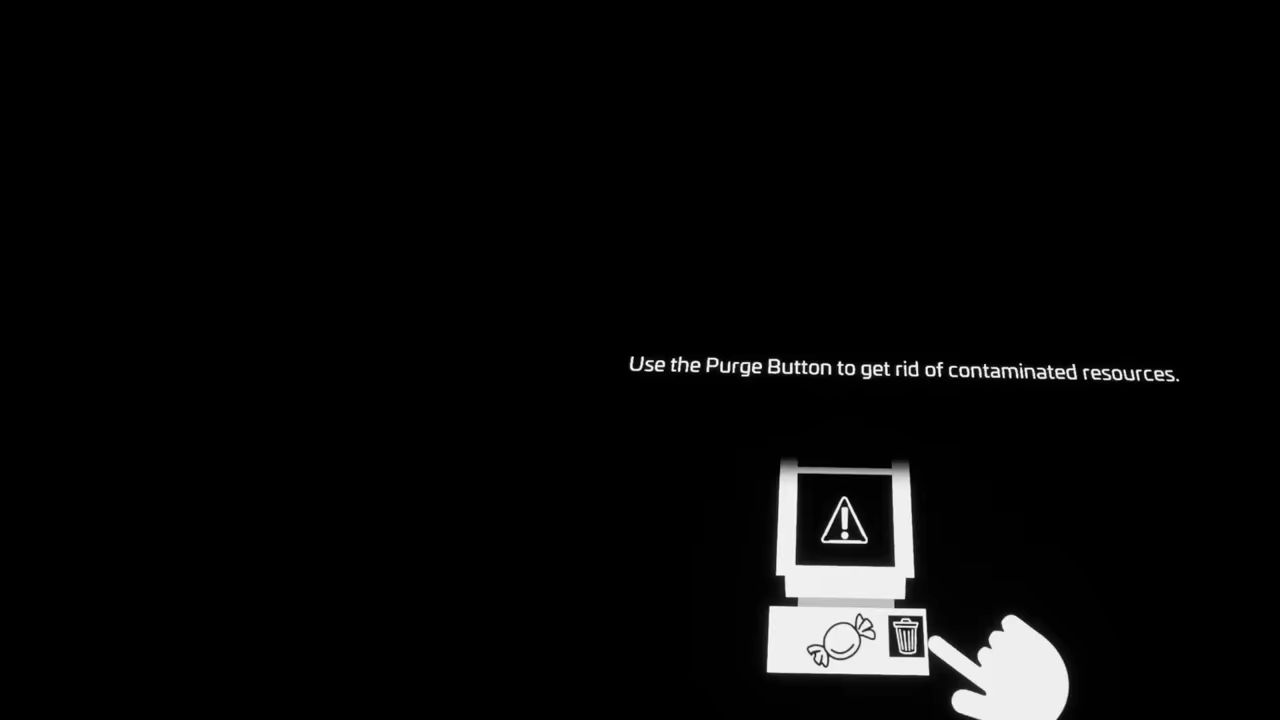 Use the Purge Button to get rid of contaminated resources.